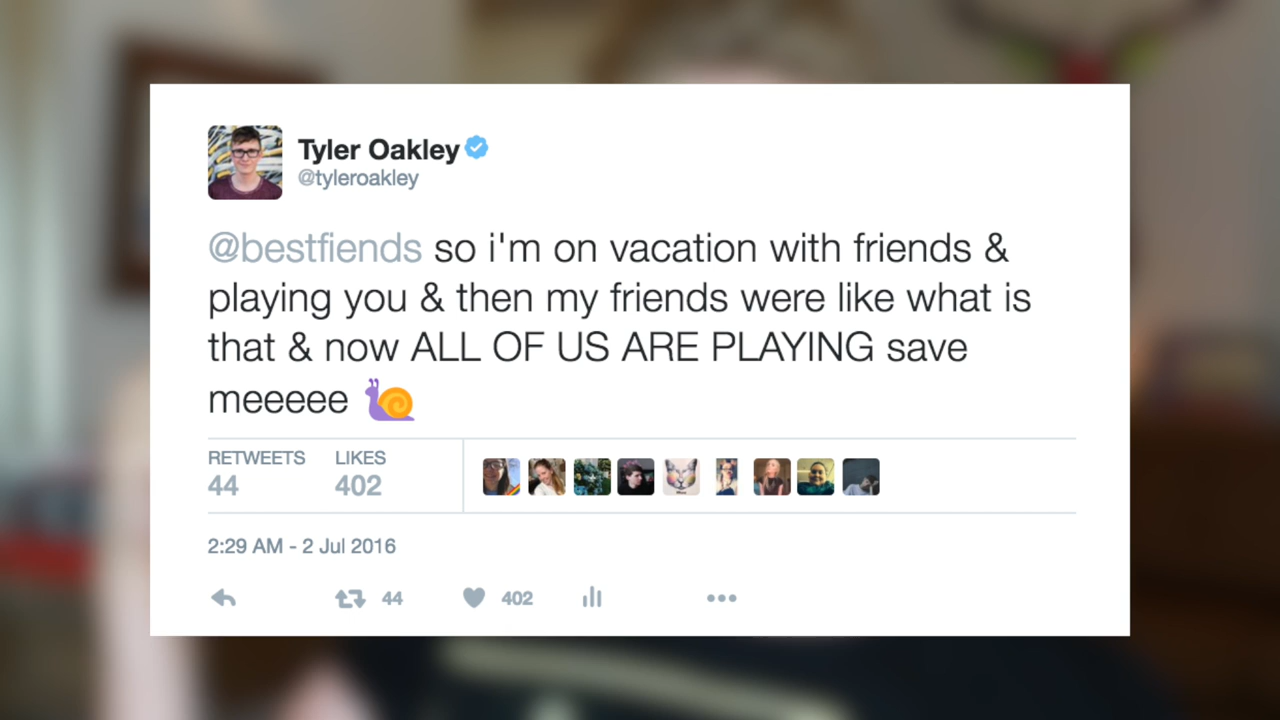 Tyler Oakley
@tyleroakley
@bestfiends so i'm on vacation with friends &
playing you & then my friends were like what is
that & now ALL OF US ARE PLAYING save
meeeee 🐌
RETWEETS LIKES
44 402
2:29 AM - 2 Jul 2016
44 402